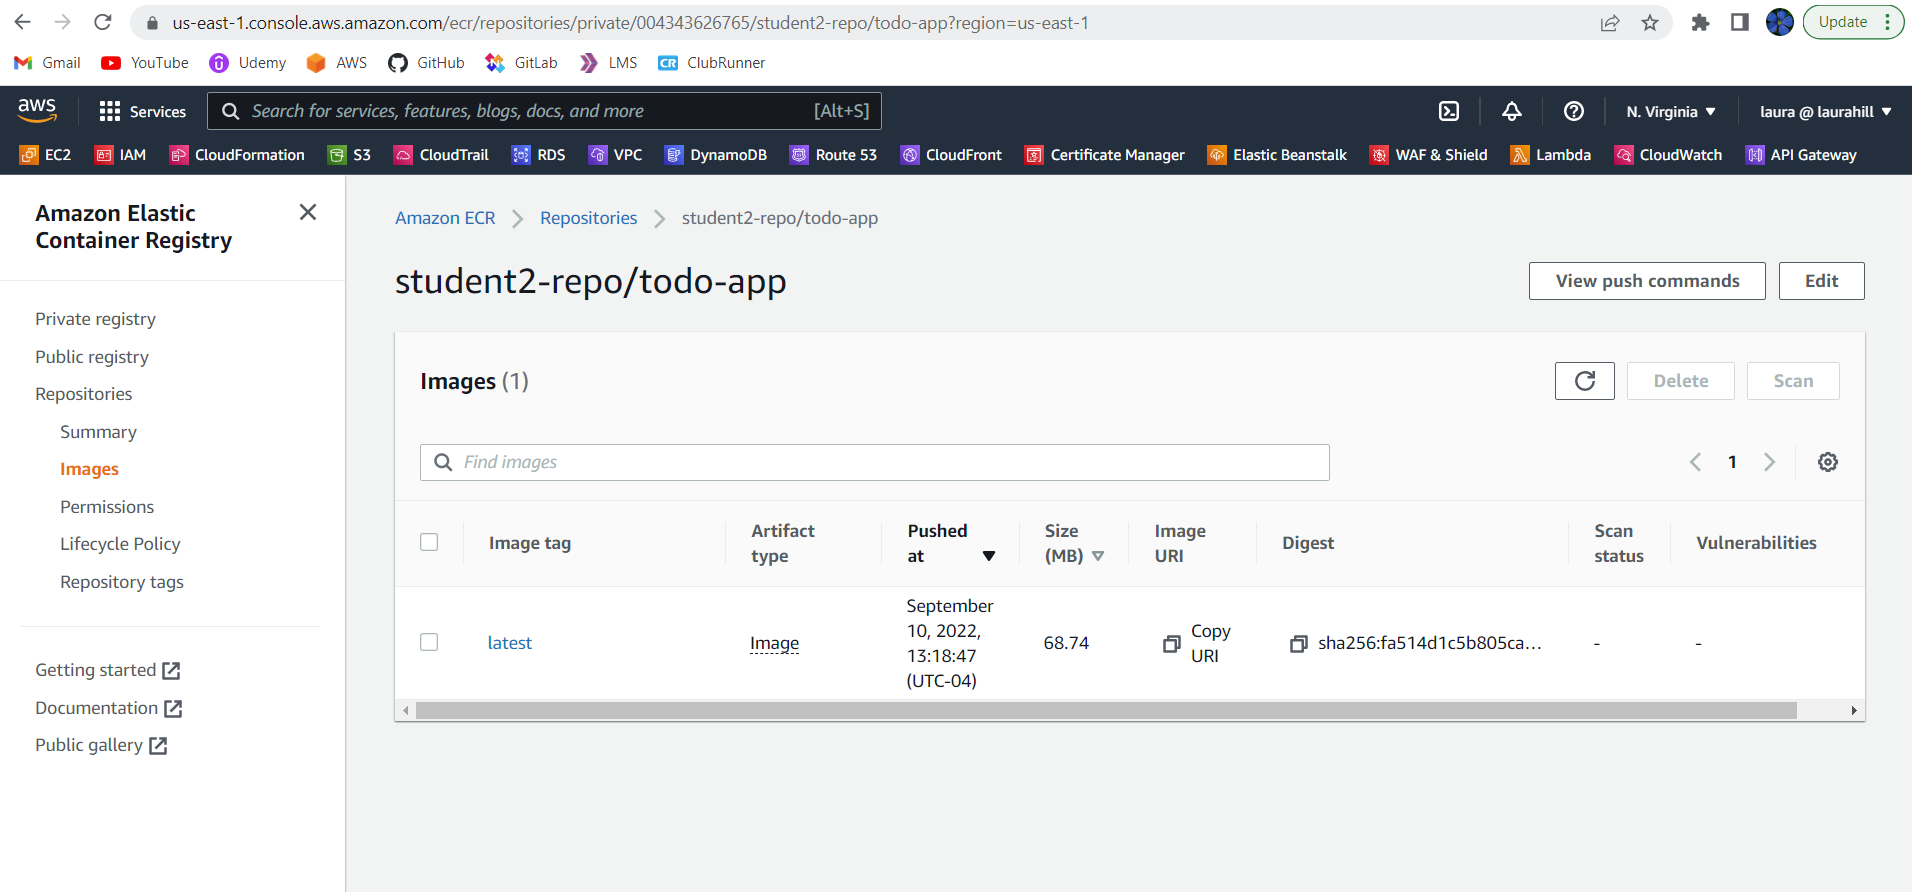 us-east-1.console.aws.amazon.com/ecr/repositories/private/004343626765/student2-repo/todo-app?region=us-east-1
Update
Gmail YouTube Udemy AWS GitHub GitLab LMS CR ClubRunner
aws Services Search for services, features, blogs, docs, and more [Alt+S] N. Virginia laura @ laurahill
EC2 IAM CloudFormation S3 CloudTrail RDS VPC DynamoDB Route 53 CloudFront Certificate Manager Elastic Beanstalk WAF & Shield Lambda CloudWatch API Gateway
Amazon Elastic
Container Registry
Private registry
Public registry
Repositories
Summary
Images
Permissions
Lifecycle Policy
Repository tags
Getting started
Documentation
Public gallery
Amazon ECR Repositories student2-repo/todo-app
student2-repo/todo-app
View push commands Edit
Images (1)
Delete Scan
Find images
1
Image tag
Artifact
type
Pushed
at
Size
(MB)
Image
URI
Digest
Scan
status
Vulnerabilities
latest
Image
September
10, 2022,
13:18:47
(UTC-04)
68.74
Copy
URI
sha256:fa514d1c5b805ca...
-
-